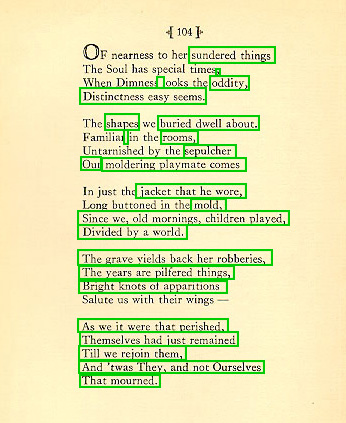 [ 104 ]
OF nearness to her sundered things
The Soul has special times
When Dimness looks the oddity,
Distinctness easy seems.
The shapes we buried dwell about.
Familiar in the rooms,
Untarnished by the sepulcher
Our moldering playmate comes
In just the jacket that he wore,
Long buttoned in the mold,
Since we, old mornings, children played,
Divided by a world.
The grave yields back her robberies,
The years are pilfered things,
Bright knots of apparitions
Salute us with their wings —
As we it were that perished,
Themselves had just remained
Till we rejoin them,
And 'twas They, and not Ourselves
That mourned.